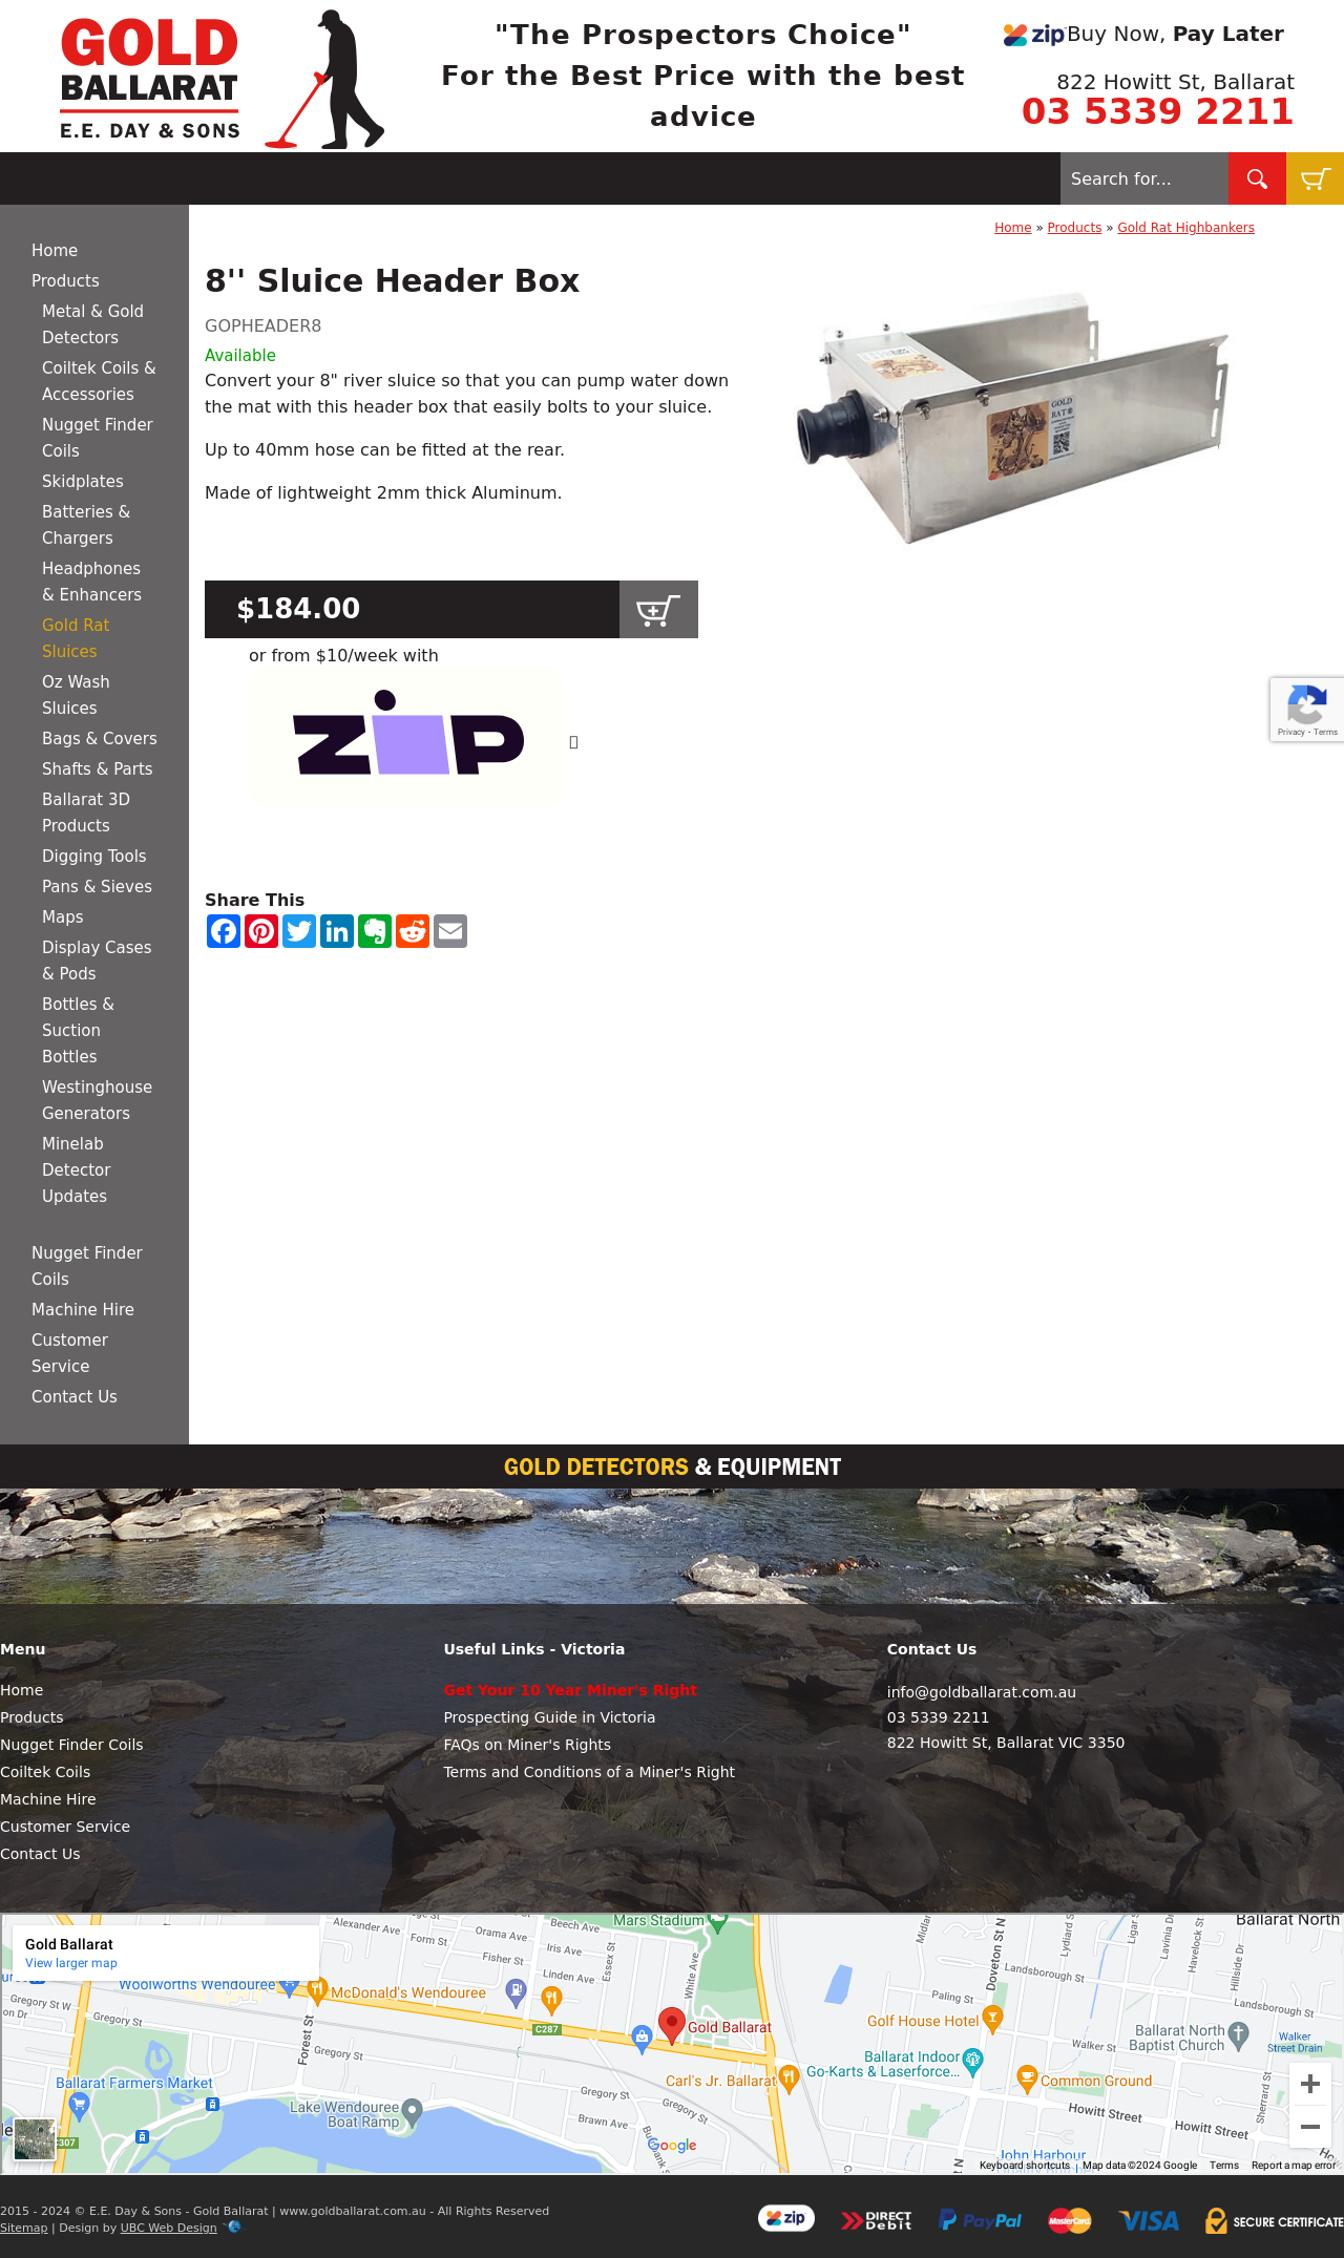 GOLD
BALLARAT
E.E. DAY & SONS
"The Prospectors Choice"
For the Best Price with the best
advice
zip Buy Now, Pay Later
822 Howitt St, Ballarat
03 5339 2211
Search for...
Home » Products » Gold Rat Highbankers
Home
Products
Metal & Gold
Detectors
Coiltek Coils &
Accessories
Nugget Finder
Coils
Skidplates
Batteries &
Chargers
Headphones
& Enhancers
Gold Rat
Sluices
Oz Wash
Sluices
Bags & Covers
Shafts & Parts
Ballarat 3D
Products
Digging Tools
Pans & Sieves
Maps
Display Cases
& Pods
Bottles &
Suction
Bottles
Westinghouse
Generators
Minelab
Detector
Updates
Nugget Finder
Coils
Machine Hire
Customer
Service
Contact Us
8'' Sluice Header Box
GOPHEADER8
Available
Convert your 8" river sluice so that you can pump water down
the mat with this header box that easily bolts to your sluice.
Up to 40mm hose can be fitted at the rear.
Made of lightweight 2mm thick Aluminum.
GOLD
RAT®
$184.00
or from $10/week with
zip
Privacy - Terms
Share This
GOLD DETECTORS & EQUIPMENT
Menu
Home
Products
Nugget Finder Coils
Coiltek Coils
Machine Hire
Customer Service
Contact Us
Useful Links - Victoria
Get Your 10 Year Miner's Right
Prospecting Guide in Victoria
FAQs on Miner's Rights
Terms and Conditions of a Miner's Right
Contact Us
info@goldballarat.com.au
03 5339 2211
822 Howitt St, Ballarat VIC 3350
Gold Ballarat
View larger map
Alexander Ave
Form St
Orama Ave
Fisher St
Beech Ave
Iris Ave
Linden Ave
Essex St
White Ave
Mars Stadium
Woolworths Wendouree
McDonald's Wendouree
Gregory St W
Gregory St
Forest St
Gregory St
C287
Gold Ballarat
Carl's Jr. Ballarat
Ballarat Farmers Market
Lake Wendouree
Boat Ramp
Gregory St
Brown Ave
Gregory St
Google
Doveton St N
Lydiard S
Ligar S
Lavinia D
Havelock St
Hillside Dr
Ballarat North
Landsborough St
Landsborough St
Paling St
Golf House Hotel
Walker St
Ballarat North
Baptist Church
Walker
Street Drain
Ballarat Indoor
Go-Karts & Laserforce...
Common Ground
Sherrard St
Howitt Street
Howitt Street
John Harbour
Keyboard shortcuts Map data ©2024 Google Terms Report a map error
2015 - 2024 © E.E. Day & Sons - Gold Ballarat | www.goldballarat.com.au - All Rights Reserved
Sitemap | Design by UBC Web Design
zip DIRECT Debit PayPal MasterCard VISA SECURE CERTIFICATE